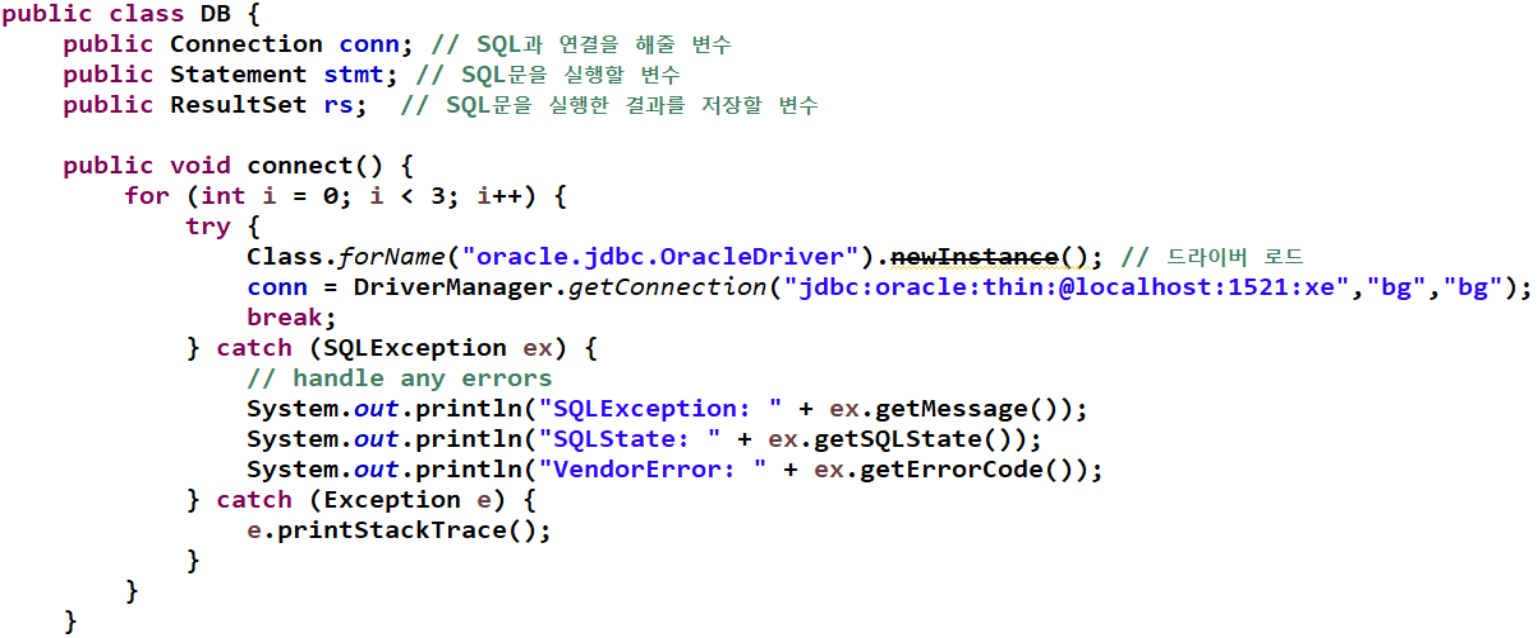 public class DB {
    public Connection conn; // SQL과 연결을 해줄 변수
    public Statement stmt; // SQL문을 실행할 변수
    public ResultSet rs;  // SQL문을 실행한 결과를 저장할 변수

    public void connect() {
        for (int i = 0; i < 3; i++) {
            try {
                Class.forName("oracle.jdbc.OracleDriver").newInstance(); // 드라이버 로드
                conn = DriverManager.getConnection("jdbc:oracle:thin:@localhost:1521:xe","bg","bg");
                break;
            } catch (SQLException ex) {
                // handle any errors
                System.out.println("SQLException: " + ex.getMessage());
                System.out.println("SQLState: " + ex.getSQLState());
                System.out.println("VendorError: " + ex.getErrorCode());
            } catch (Exception e) {
                e.printStackTrace();
            }
        }
    }